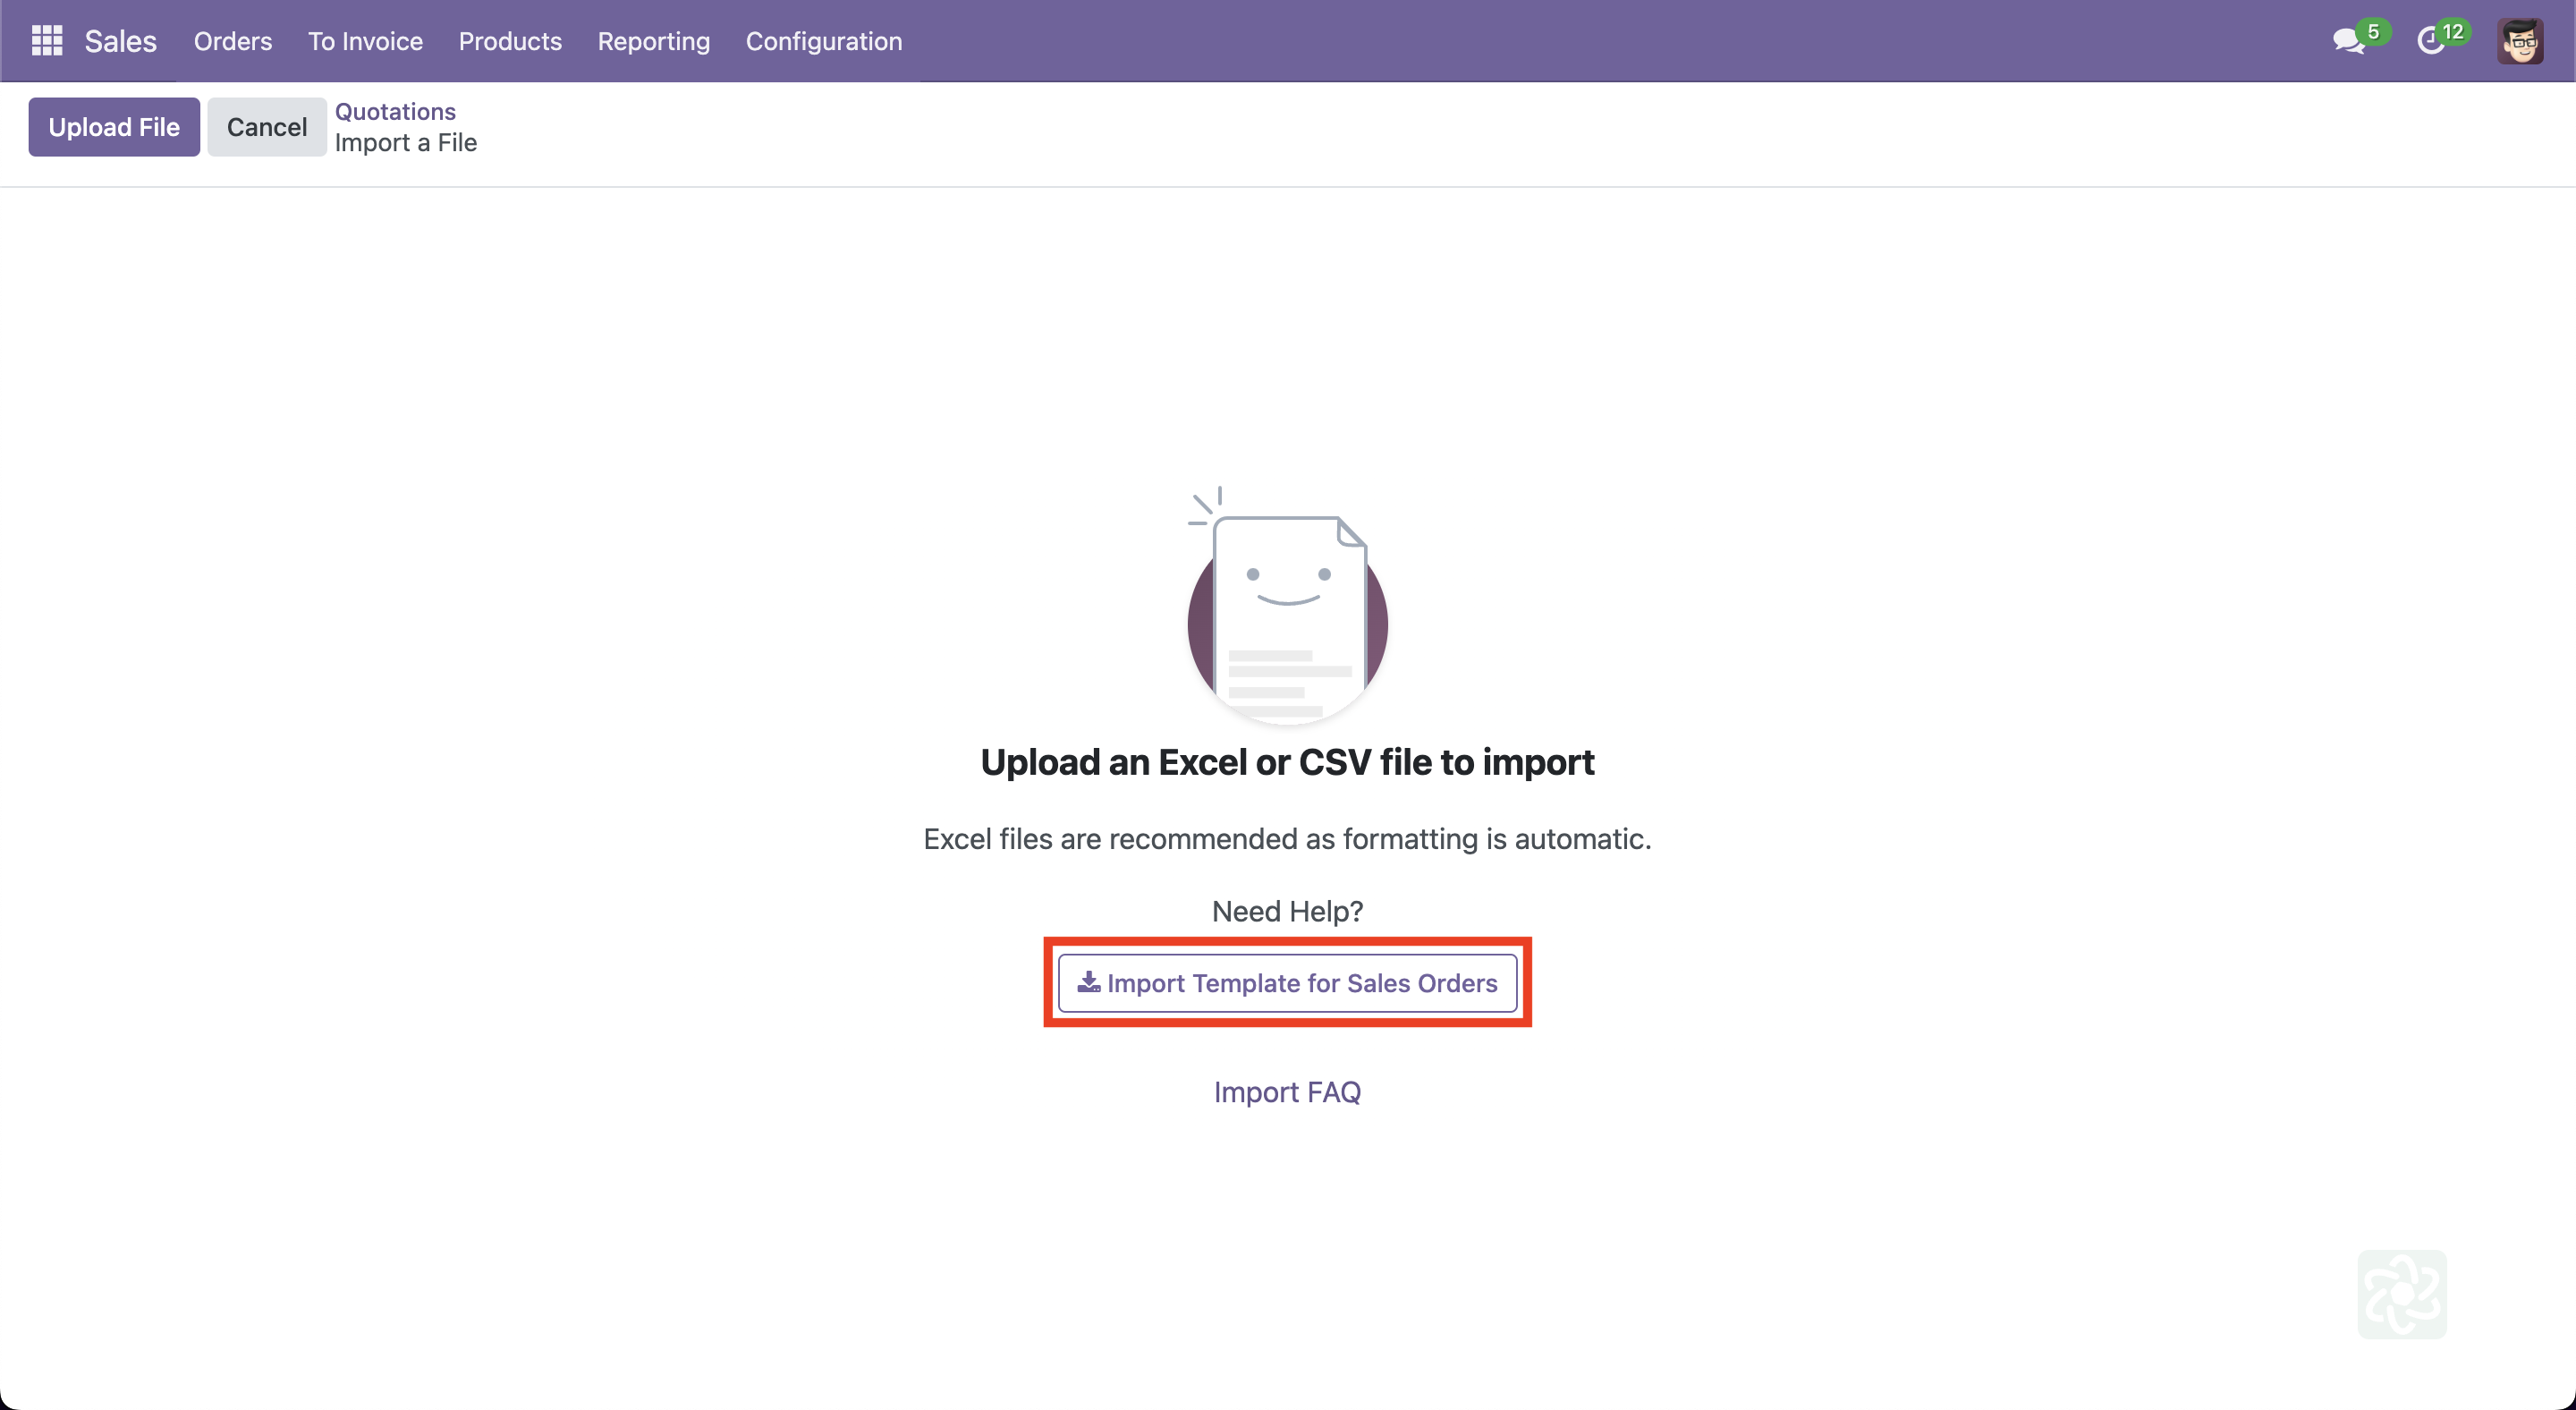 Sales Orders To Invoice Products Reporting Configuration 5 12
Upload File Cancel Quotations
Import a File
Upload an Excel or CSV file to import
Excel files are recommended as formatting is automatic.
Need Help?
Import Template for Sales Orders
Import FAQ